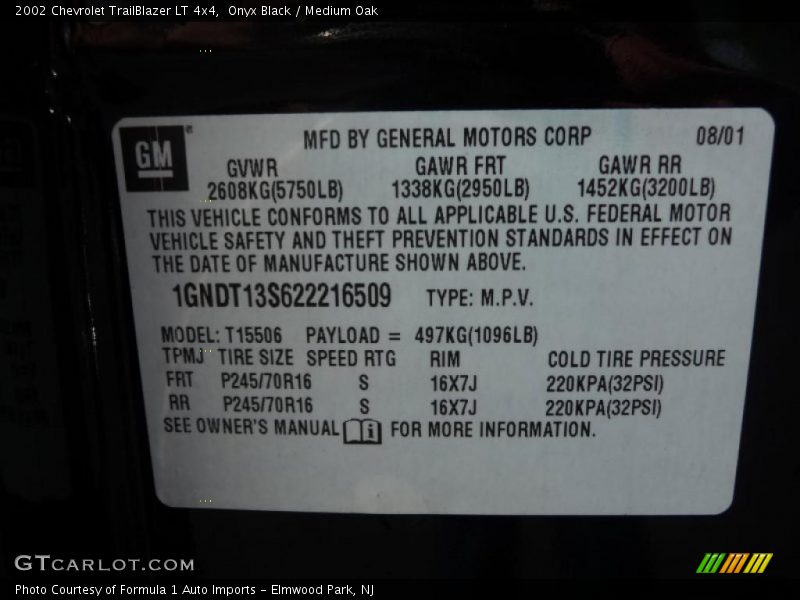 2002 Chevrolet TrailBlazer LT 4x4, Onyx Black / Medium Oak
GM
MFD BY GENERAL MOTORS CORP 08/01
GVWR GAWR FRT GAWR RR
2608KG(5750LB) 1338KG(2950LB) 1452KG(3200LB)
THIS VEHICLE CONFORMS TO ALL APPLICABLE U.S. FEDERAL MOTOR
VEHICLE SAFETY AND THEFT PREVENTION STANDARDS IN EFFECT ON
THE DATE OF MANUFACTURE SHOWN ABOVE.
1GNDT13S622216509 TYPE: M.P.V.
MODEL: T15506 PAYLOAD = 497KG(1096LB)
TPMJ TIRE SIZE SPEED RTG RIM COLD TIRE PRESSURE
FRT P245/70R16 S 16X7J 220KPA(32PSI)
RR P245/70R16 S 16X7J 220KPA(32PSI)
SEE OWNER'S MANUAL i FOR MORE INFORMATION.
GTCARLOT.COM
Photo Courtesy of Formula 1 Auto Imports - Elmwood Park, NJ